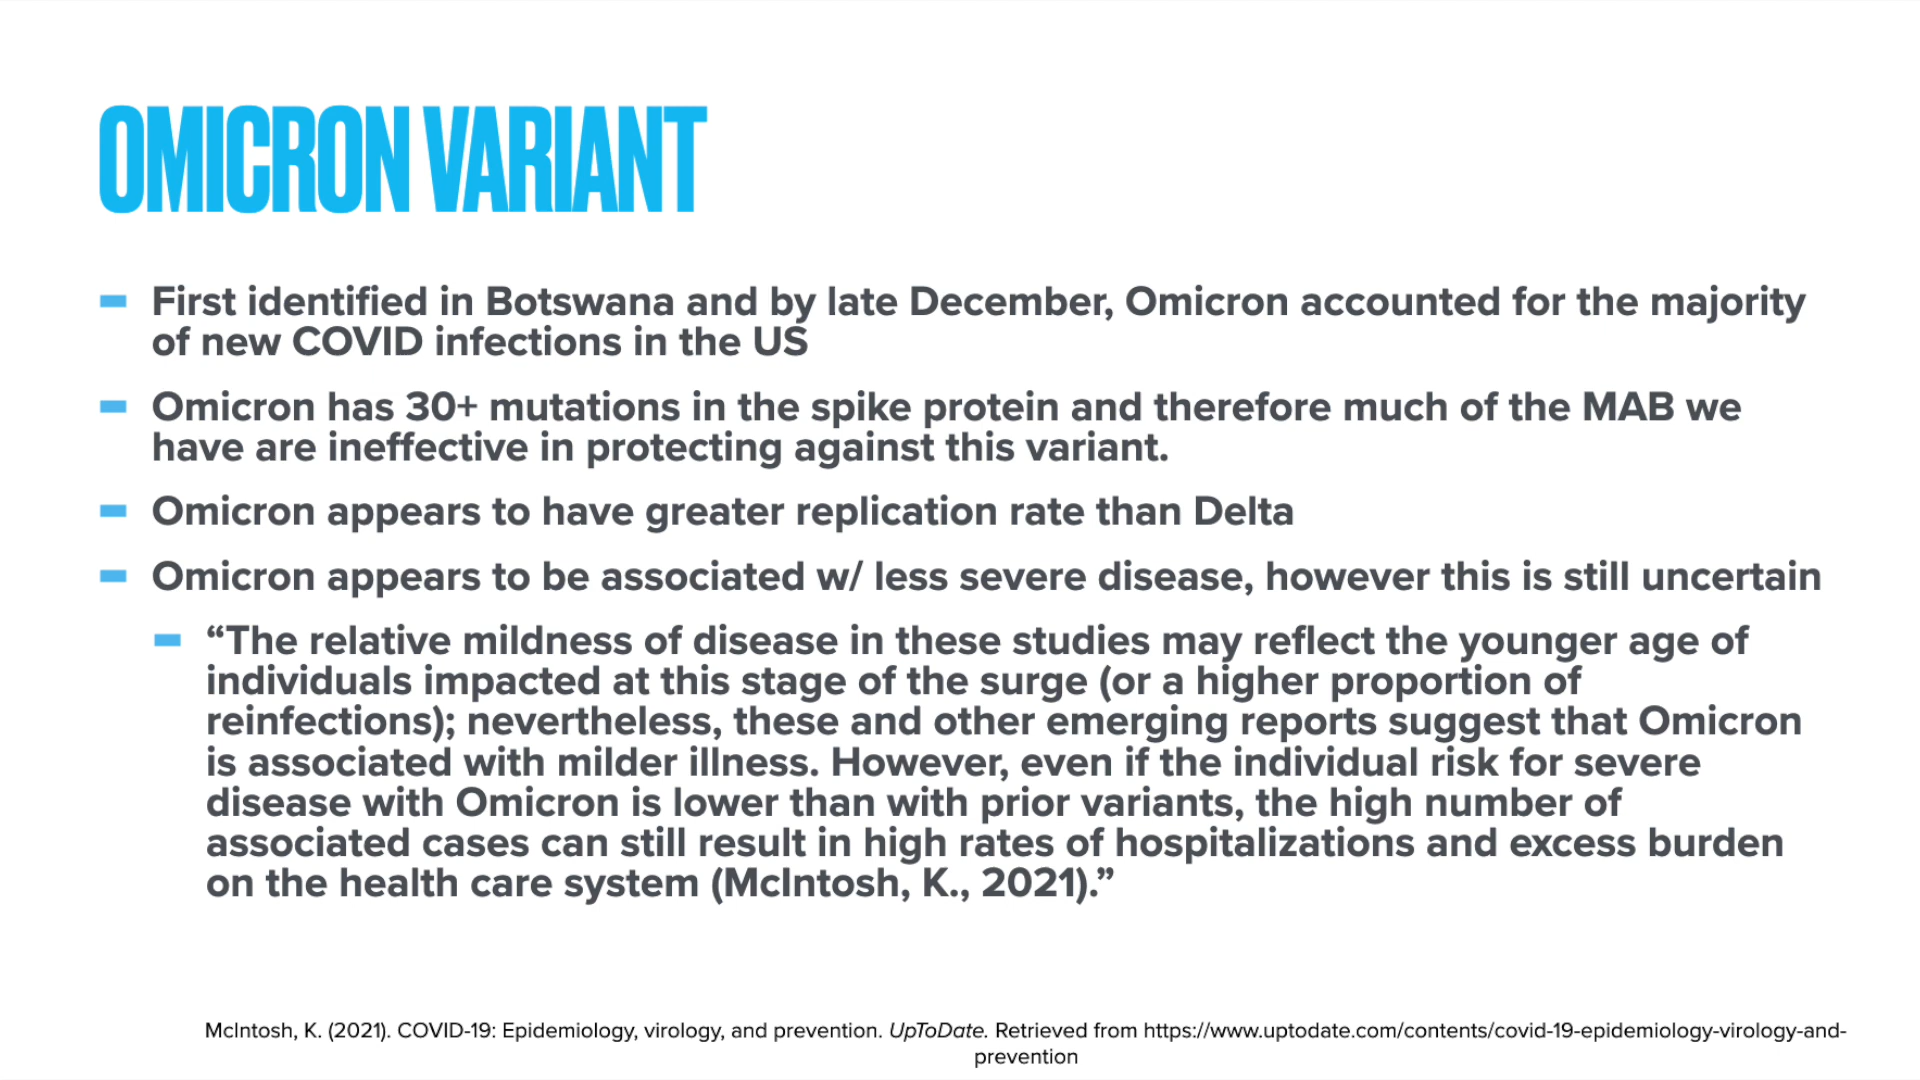 OMICRON VARIANT
First identified in Botswana and by late December, Omicron accounted for the majority
of new COVID infections in the US
Omicron has 30+ mutations in the spike protein and therefore much of the MAB we
have are ineffective in protecting against this variant.
Omicron appears to have greater replication rate than Delta
Omicron appears to be associated w/ less severe disease, however this is still uncertain
“The relative mildness of disease in these studies may reflect the younger age of
individuals impacted at this stage of the surge (or a higher proportion of
reinfections); nevertheless, these and other emerging reports suggest that Omicron
is associated with milder illness. However, even if the individual risk for severe
disease with Omicron is lower than with prior variants, the high number of
associated cases can still result in high rates of hospitalizations and excess burden
on the health care system (McIntosh, K., 2021).”
McIntosh, K. (2021). COVID-19: Epidemiology, virology, and prevention. UpToDate. Retrieved from https://www.uptodate.com/contents/covid-19-epidemiology-virology-and-
prevention